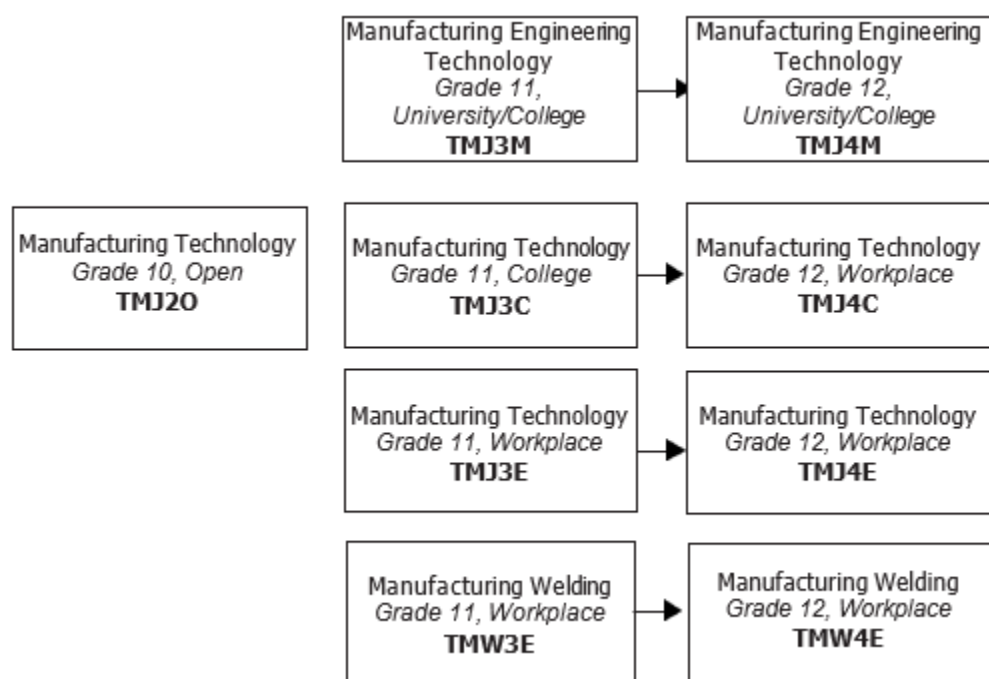 Manufacturing Engineering
Technology
Grade 11,
University/College
TMJ3M
Manufacturing Engineering
Technology
Grade 12,
University/College
TMJ4M
Manufacturing Technology
Grade 10, Open
TMJ2O
Manufacturing Technology
Grade 11, College
TMJ3C
Manufacturing Technology
Grade 12, Workplace
TMJ4C
Manufacturing Technology
Grade 11, Workplace
TMJ3E
Manufacturing Technology
Grade 12, Workplace
TMJ4E
Manufacturing Welding
Grade 11, Workplace
TMW3E
Manufacturing Welding
Grade 12, Workplace
TMW4E